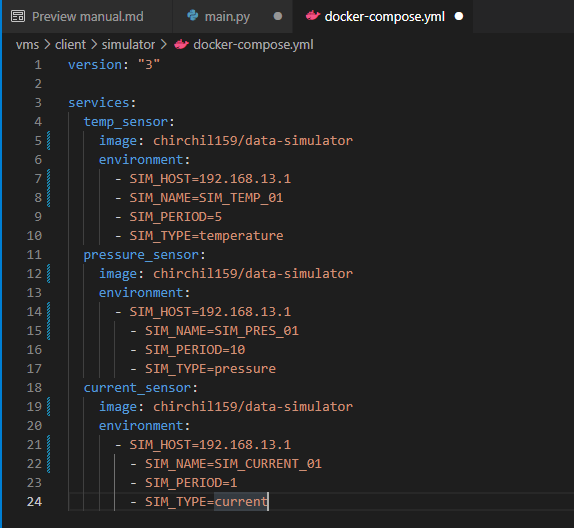 Preview manual.md main.py docker-compose.yml
vms > client > simulator > docker-compose.yml
1 version: "3"
2
3 services:
4   temp_sensor:
5     image: chirchil159/data-simulator
6     environment:
7       - SIM_HOST=192.168.13.1
8       - SIM_NAME=SIM_TEMP_01
9       - SIM_PERIOD=5
10       - SIM_TYPE=temperature
11   pressure_sensor:
12     image: chirchil159/data-simulator
13     environment:
14       - SIM_HOST=192.168.13.1
15         - SIM_NAME=SIM_PRES_01
16         - SIM_PERIOD=10
17         - SIM_TYPE=pressure
18   current_sensor:
19     image: chirchil159/data-simulator
20     environment:
21       - SIM_HOST=192.168.13.1
22         - SIM_NAME=SIM_CURRENT_01
23         - SIM_PERIOD=1
24         - SIM_TYPE=current